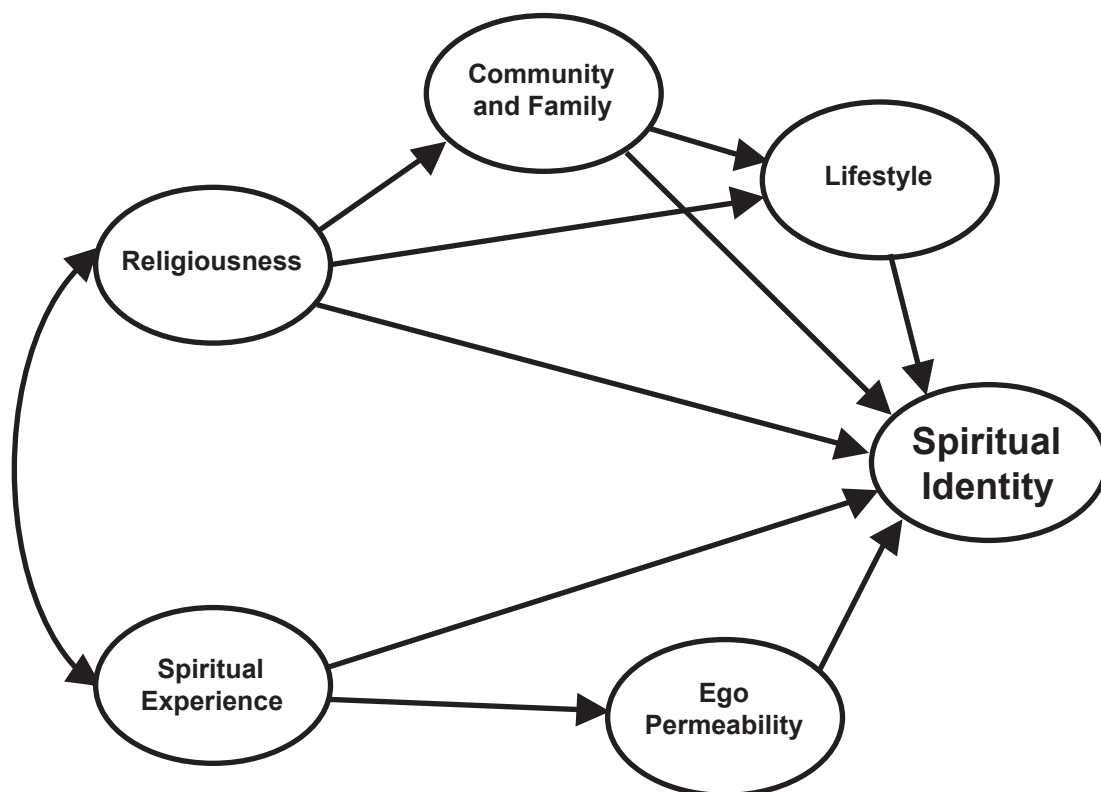 Community
and Family
Lifestyle
Religiousness
Spiritual
Identity
Spiritual
Experience
Ego
Permeability